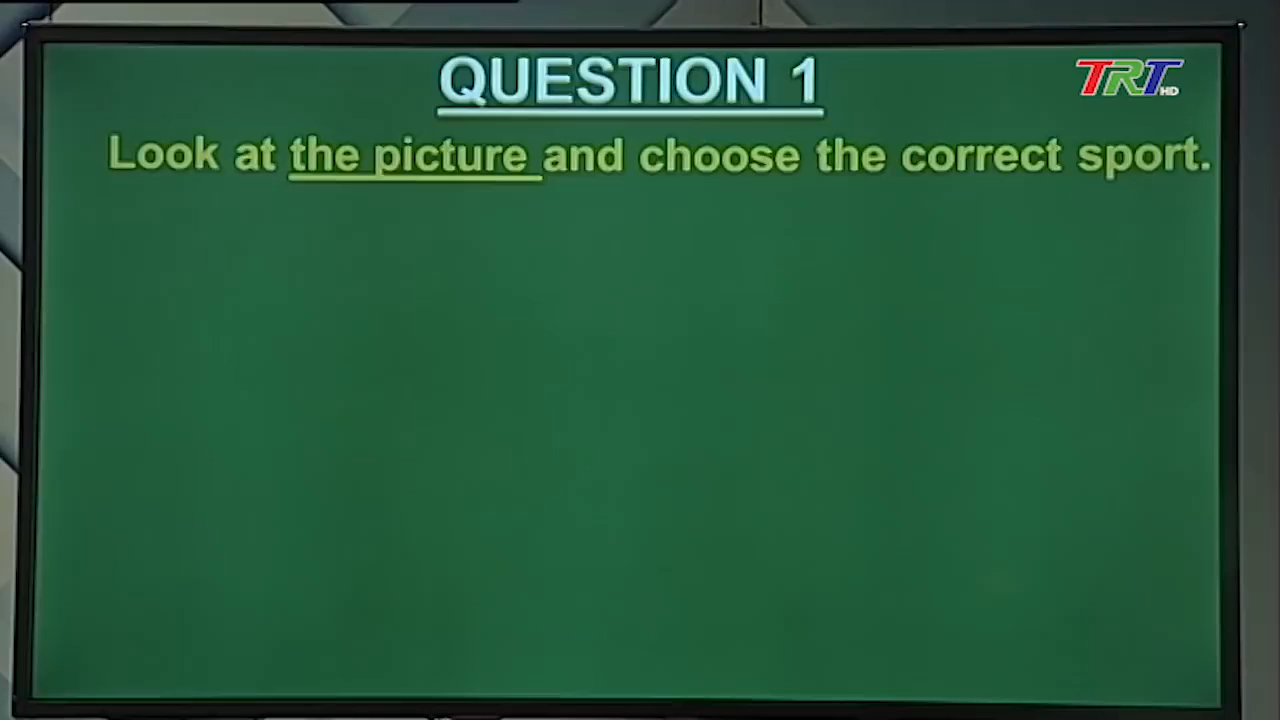 QUESTION 1
TRT HD
Look at the picture and choose the correct sport.